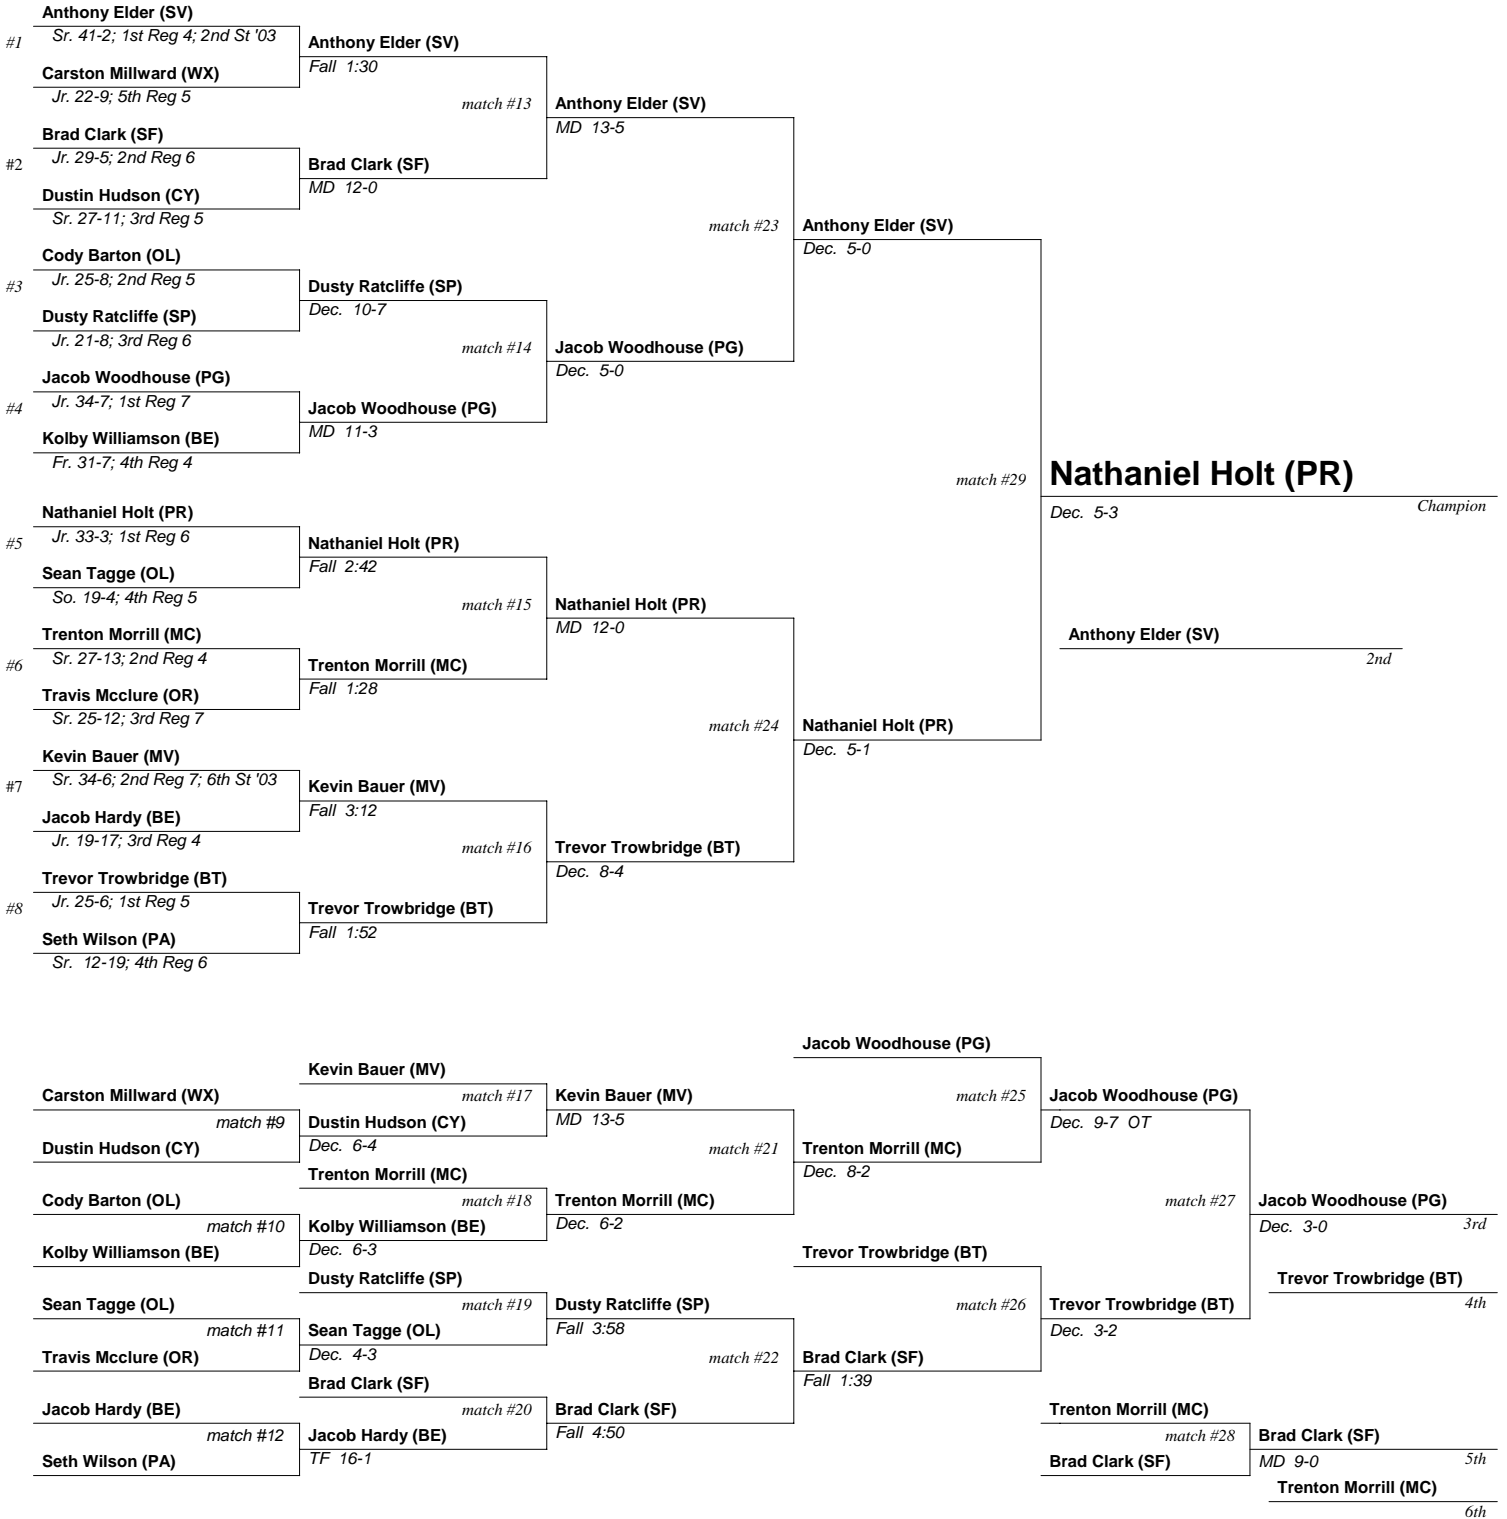 Anthony Elder (SV)
#1 Sr. 41-2; 1st Reg 4; 2nd St '03
Anthony Elder (SV)
Fall 1:30
Carston Millward (WX)
Jr. 22-9; 5th Reg 5
match #13
Anthony Elder (SV)
MD 13-5
Brad Clark (SF)
#2 Jr. 29-5; 2nd Reg 6
Brad Clark (SF)
MD 12-0
Dustin Hudson (CY)
Sr. 27-11; 3rd Reg 5
match #23
Anthony Elder (SV)
Dec. 5-0
Cody Barton (OL)
#3 Jr. 25-8; 2nd Reg 5
Dusty Ratcliffe (SP)
Dec. 10-7
Dusty Ratcliffe (SP)
Jr. 21-8; 3rd Reg 6
match #14
Jacob Woodhouse (PG)
Dec. 5-0
Jacob Woodhouse (PG)
#4 Jr. 34-7; 1st Reg 7
Jacob Woodhouse (PG)
MD 11-3
Kolby Williamson (BE)
Fr. 31-7; 4th Reg 4
match #29
Nathaniel Holt (PR)
Dec. 5-3
Champion
Nathaniel Holt (PR)
#5 Jr. 33-3; 1st Reg 6
Nathaniel Holt (PR)
Fall 2:42
Sean Tagge (OL)
So. 19-4; 4th Reg 5
match #15
Nathaniel Holt (PR)
MD 12-0
Anthony Elder (SV)
2nd
Trenton Morrill (MC)
#6 Sr. 27-13; 2nd Reg 4
Trenton Morrill (MC)
Fall 1:28
Travis Mcclure (OR)
Sr. 25-12; 3rd Reg 7
match #24
Nathaniel Holt (PR)
Dec. 5-1
Kevin Bauer (MV)
#7 Sr. 34-6; 2nd Reg 7; 6th St '03
Kevin Bauer (MV)
Fall 3:12
Jacob Hardy (BE)
Jr. 19-17; 3rd Reg 4
match #16
Trevor Trowbridge (BT)
Dec. 8-4
Trevor Trowbridge (BT)
#8 Jr. 25-6; 1st Reg 5
Trevor Trowbridge (BT)
Fall 1:52
Seth Wilson (PA)
Sr. 12-19; 4th Reg 6
Jacob Woodhouse (PG)
Kevin Bauer (MV)
Carston Millward (WX)
match #17
Kevin Bauer (MV)
MD 13-5
match #25
Jacob Woodhouse (PG)
Dec. 9-7 OT
match #9
Dustin Hudson (CY)
Dec. 6-4
Dustin Hudson (CY)
match #21
Trenton Morrill (MC)
Dec. 8-2
Trenton Morrill (MC)
Cody Barton (OL)
match #18
Trenton Morrill (MC)
Dec. 6-2
match #27
Jacob Woodhouse (PG)
Dec. 3-0
3rd
match #10
Kolby Williamson (BE)
Dec. 6-3
Kolby Williamson (BE)
Trevor Trowbridge (BT)
Dusty Ratcliffe (SP)
Trevor Trowbridge (BT)
4th
Sean Tagge (OL)
match #19
Dusty Ratcliffe (SP)
Fall 3:58
match #26
Trevor Trowbridge (BT)
Dec. 3-2
match #11
Sean Tagge (OL)
Dec. 4-3
Travis Mcclure (OR)
match #22
Brad Clark (SF)
Fall 1:39
Brad Clark (SF)
Jacob Hardy (BE)
match #20
Brad Clark (SF)
Fall 4:50
Trenton Morrill (MC)
match #12
Jacob Hardy (BE)
TF 16-1
match #28
Brad Clark (SF)
MD 9-0
5th
Seth Wilson (PA)
Brad Clark (SF)
Trenton Morrill (MC)
6th